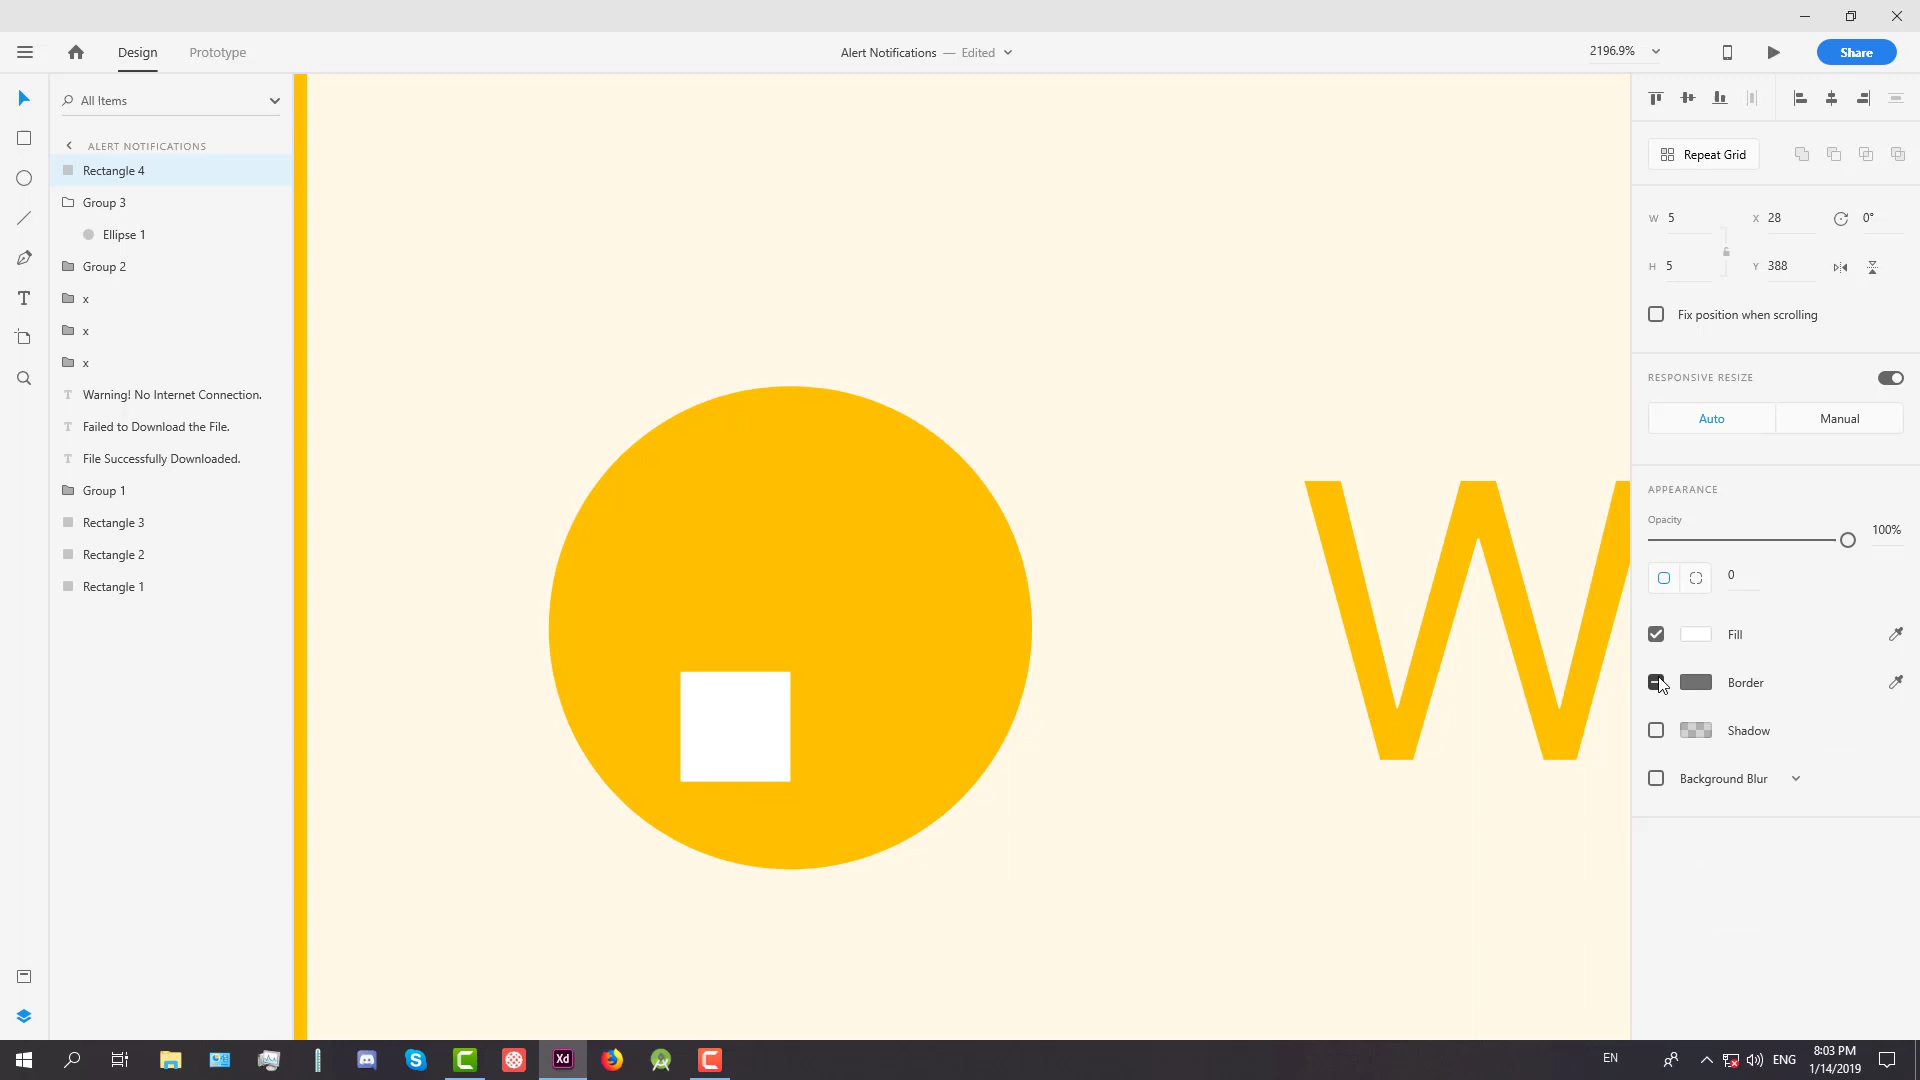 Design
Prototype
Alert Notifications — Edited
2196.9%
Share
All Items
ALERT NOTIFICATIONS
Rectangle 4
Group 3
Ellipse 1
Group 2
x
x
x
T Warning! No Internet Connection.
T Failed to Download the File.
T File Successfully Downloaded.
Group 1
Rectangle 3
Rectangle 2
Rectangle 1
W
Repeat Grid
W 5
X 28
0°
H 5
Y 388
Fix position when scrolling
RESPONSIVE RESIZE
Auto
Manual
APPEARANCE
Opacity
100%
0
Fill
Border
Shadow
Background Blur
Xd
EN
ENG
8:03 PM
1/14/2019